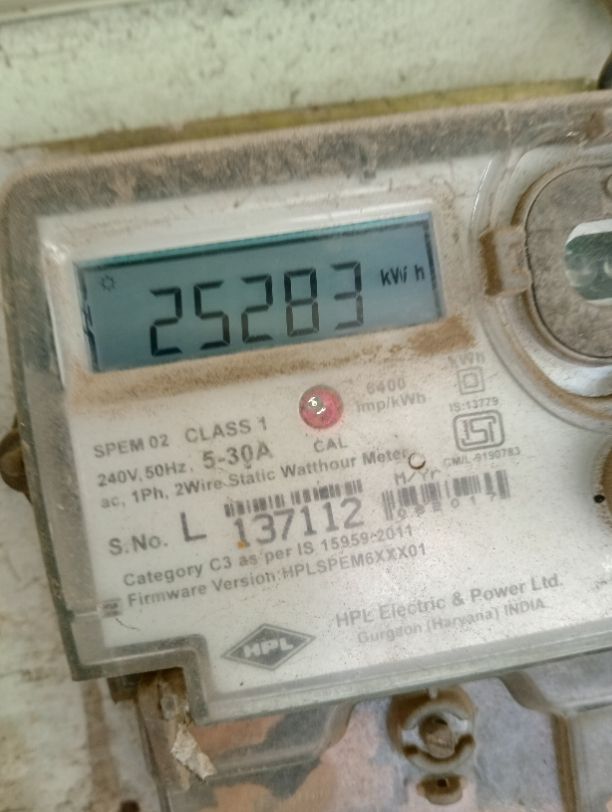 25283 kWh
6400
imp/kWh
kWh
IS:13779
SPEM 02 CLASS 1
CAL
240V, 50Hz, 5-30A
ac, 1Ph, 2Wire Static Watthour Meter
CM/L-9190783
M/Yr
092017
S.No. L 137112
Category C3 as per IS 15959-2011
Firmware Version:HPLSPEM6XXX01
HPL
HPL Electric & Power Ltd.
Gurgaon (Haryana) INDIA